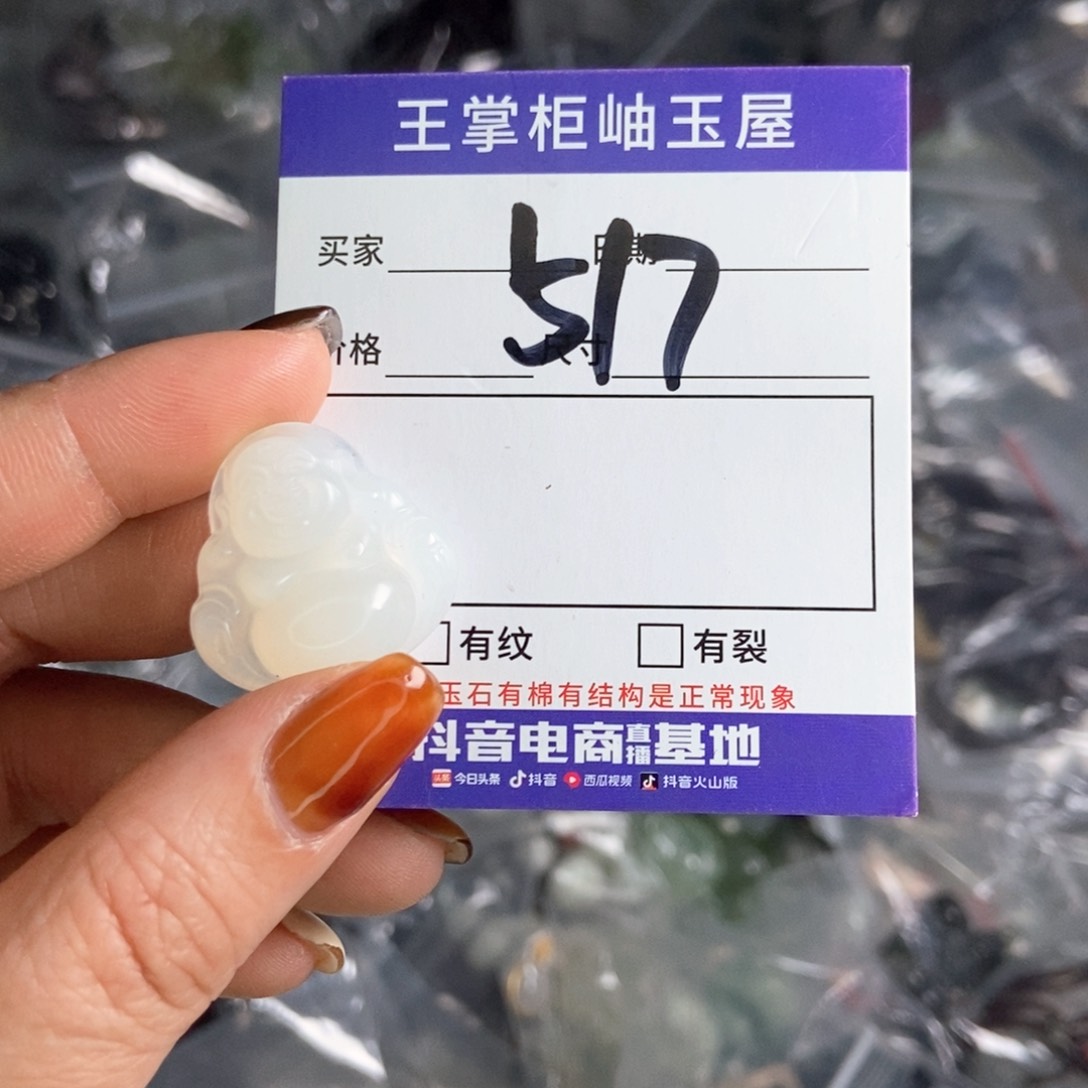 王掌柜岫玉屋
买家 日期
517
价格 尺寸
有纹 有裂
玉石有棉有结构是正常现象
抖音电商直播基地
头条 今日头条 抖音 西瓜视频 抖音火山版